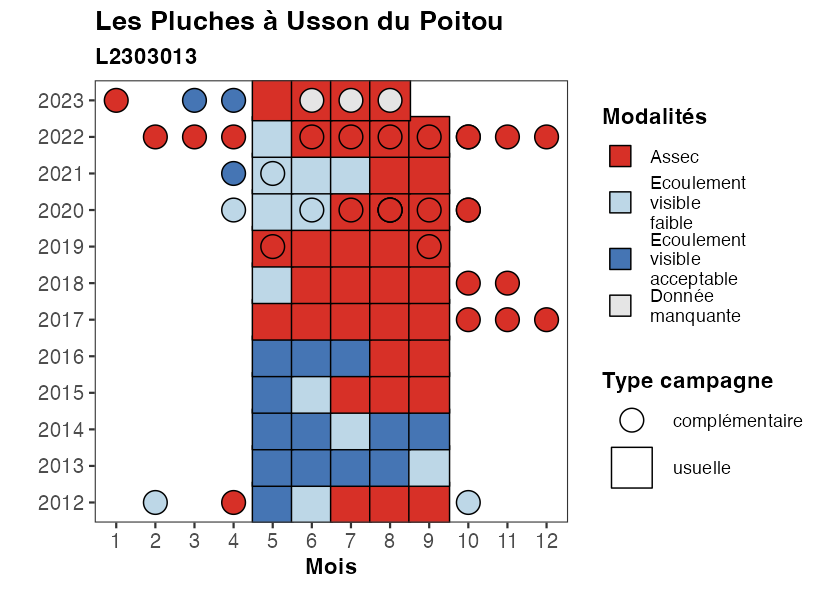 Les Pluches à Usson du Poitou
L2303013
2023
2022
2021
2020
2019
2018
2017
2016
2015
2014
2013
2012
1 2 3 4 5 6 7 8 9 10 11 12
Mois
Modalités
Assec
Ecoulement
visible
faible
Ecoulement
visible
acceptable
Donnée
manquante
Type campagne
complémentaire
usuelle